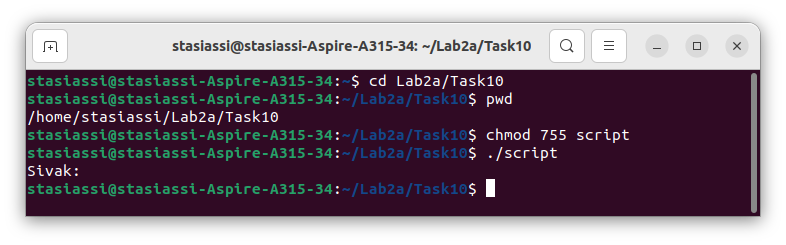 stasiassi@stasiassi-Aspire-A315-34: ~/Lab2a/Task10
stasiassi@stasiassi-Aspire-A315-34:~$ cd Lab2a/Task10
stasiassi@stasiassi-Aspire-A315-34:~/Lab2a/Task10$ pwd
/home/stasiassi/Lab2a/Task10
stasiassi@stasiassi-Aspire-A315-34:~/Lab2a/Task10$ chmod 755 script
stasiassi@stasiassi-Aspire-A315-34:~/Lab2a/Task10$ ./script
Sivak:
stasiassi@stasiassi-Aspire-A315-34:~/Lab2a/Task10$